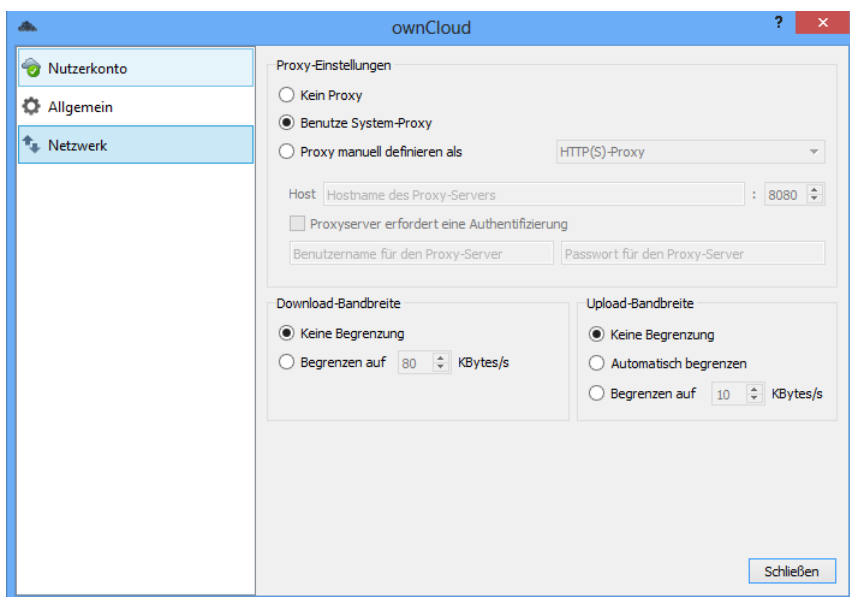 ownCloud
?
Nutzerkonto
Allgemein
Netzwerk
Proxy-Einstellungen
Kein Proxy
Benutze System-Proxy
Proxy manuell definieren als HTTP(S)-Proxy
Host Hostname des Proxy-Servers : 8080
Proxyserver erfordert eine Authentifizierung
Benutzername für den Proxy-Server Passwort für den Proxy-Server
Download-Bandbreite
Keine Begrenzung
Begrenzen auf 80 KBytes/s
Upload-Bandbreite
Keine Begrenzung
Automatisch begrenzen
Begrenzen auf 10 KBytes/s
Schließen